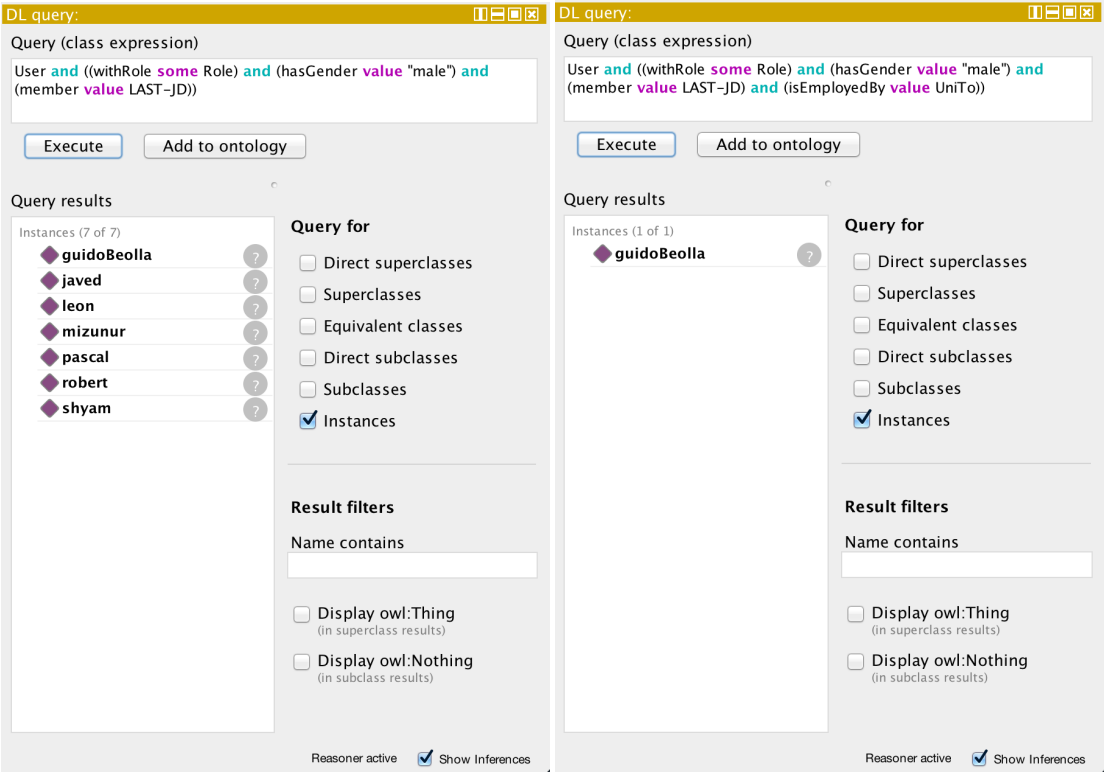 DL query:
Query (class expression)
User and ((withRole some Role) and (hasGender value "male") and
(member value LAST-JD))
Execute
Add to ontology
Query results
Instances (7 of 7)
guidoBeolla
?
javed
?
leon
?
mizunur
?
pascal
?
robert
?
shyam
?
Query for
Direct superclasses
Superclasses
Equivalent classes
Direct subclasses
Subclasses
Instances
Result filters
Name contains
Display owl:Thing
(in superclass results)
Display owl:Nothing
(in subclass results)
Reasoner active
Show Inferences
DL query:
Query (class expression)
User and ((withRole some Role) and (hasGender value "male") and
(member value LAST-JD) and (isEmployedBy value UniTo))
Execute
Add to ontology
Query results
Instances (1 of 1)
guidoBeolla
?
Query for
Direct superclasses
Superclasses
Equivalent classes
Direct subclasses
Subclasses
Instances
Result filters
Name contains
Display owl:Thing
(in superclass results)
Display owl:Nothing
(in subclass results)
Reasoner active
Show Inferences